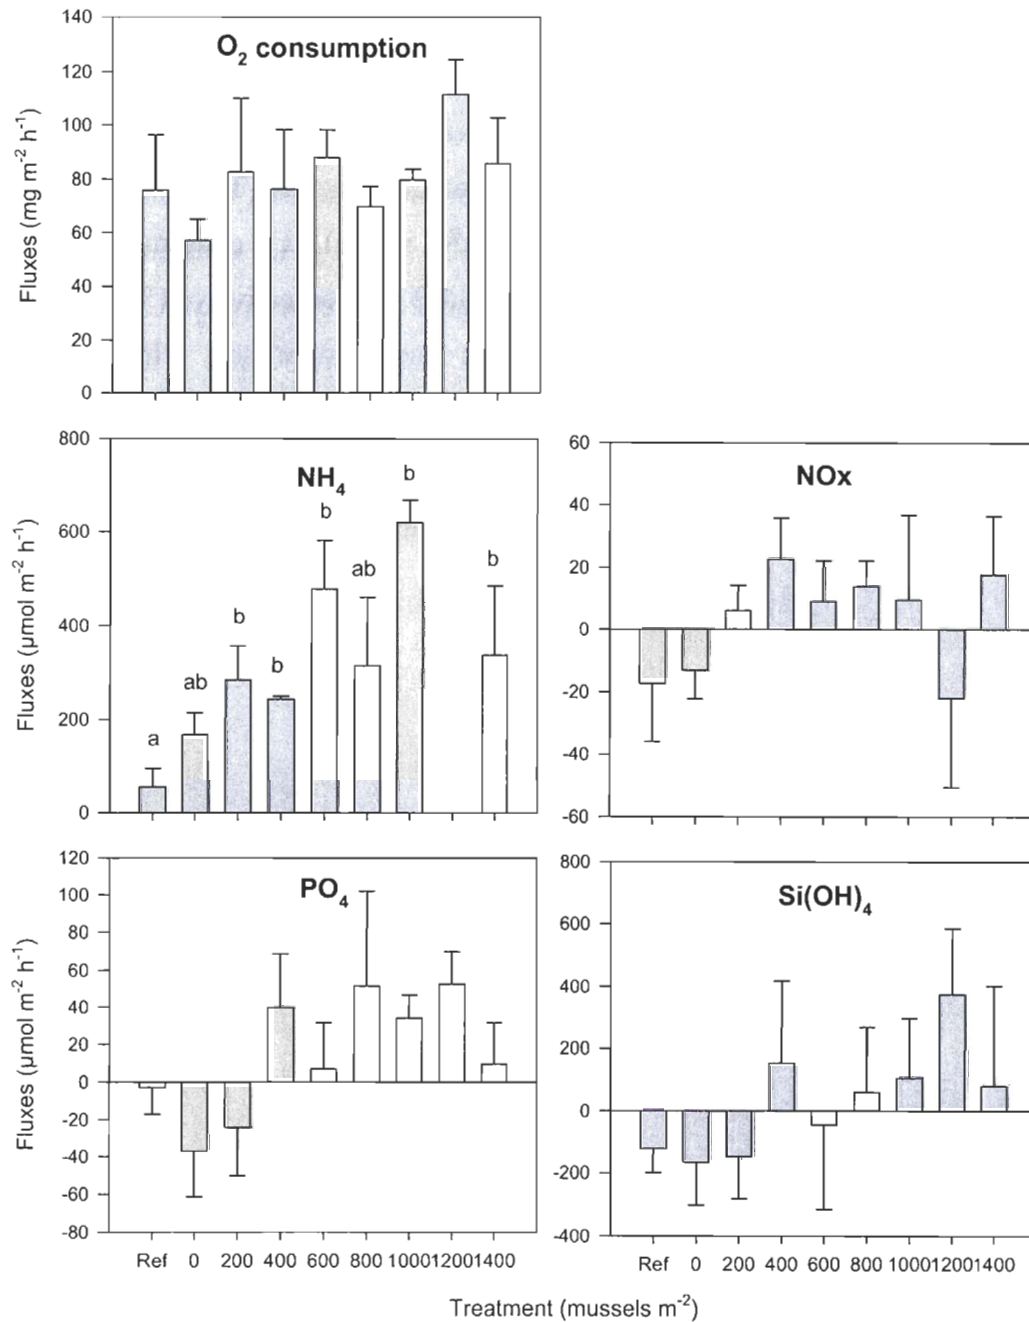 O2 consumption
Fluxes (mg m-2 h-1)
140
120
100
80
60
40
20
0
NH4
Fluxes (µmol m-2 h-1)
800
600
400
200
0
a
ab
b
b
b
ab
b
b
NOx
60
40
20
0
-20
-40
-60
PO4
Fluxes (µmol m-2 h-1)
120
100
80
60
40
20
0
-20
-40
-60
-80
Ref 0 200 400 600 800 1000 1200 1400
Si(OH)4
800
600
400
200
0
-200
-400
Ref 0 200 400 600 800 1000 1200 1400
Treatment (mussels m-2)